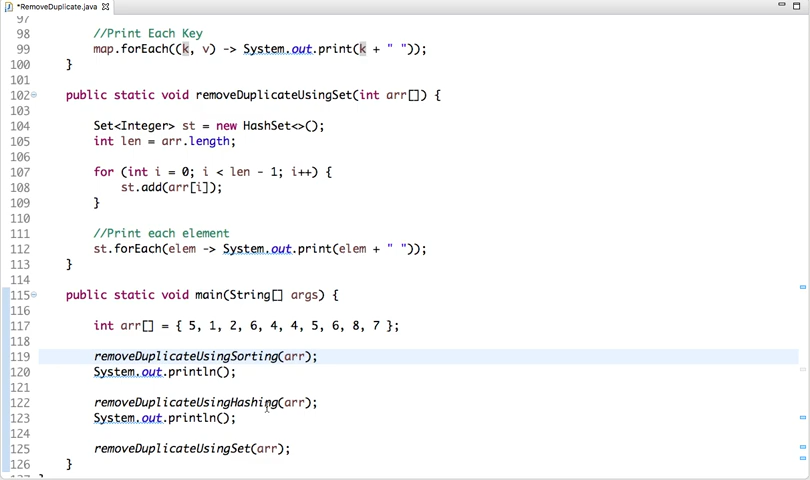 *RemoveDuplicate.java
97
98 //Print Each Key
99 map.forEach((k, v) -> System.out.print(k + " "));
100 }
101
102 public static void removeDuplicateUsingSet(int arr[]) {
103
104 Set<Integer> st = new HashSet<>();
105 int len = arr.length;
106
107 for (int i = 0; i < len - 1; i++) {
108 st.add(arr[i]);
109 }
110
111 //Print each element
112 st.forEach(elem -> System.out.print(elem + " "));
113 }
114
115 public static void main(String[] args) {
116
117 int arr[] = { 5, 1, 2, 6, 4, 4, 5, 6, 8, 7 };
118
119 removeDuplicateUsingSorting(arr);
120 System.out.println();
121
122 removeDuplicateUsingHashing(arr);
123 System.out.println();
124
125 removeDuplicateUsingSet(arr);
126 }
127 }